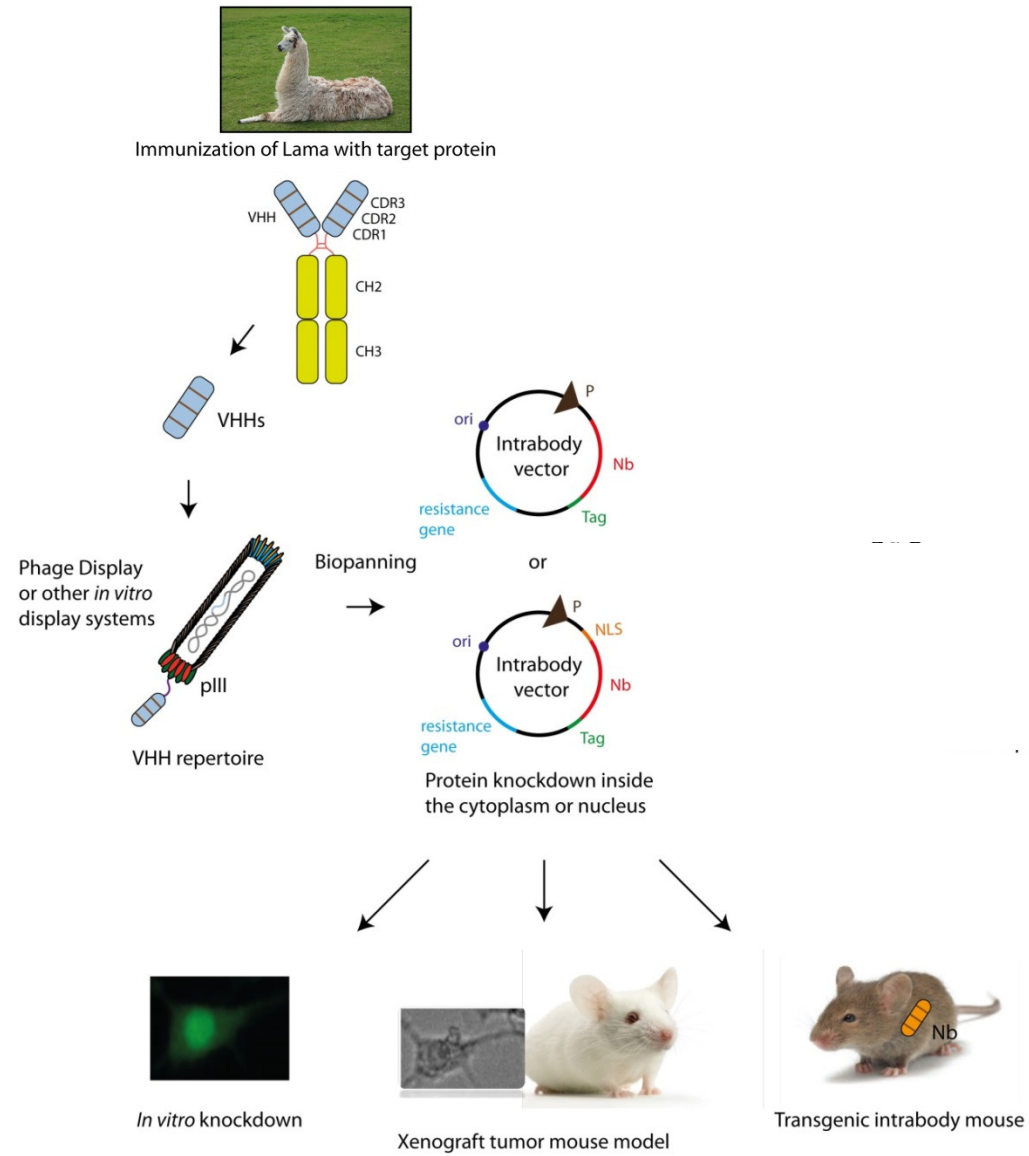 Immunization of Lama with target protein
VHH
CDR3
CDR2
CDR1
CH2
CH3
VHHs
Phage Display
or other in vitro
display systems
pIII
VHH repertoire
Biopanning
P
ori
Intrabody
vector
Nb
resistance
gene
Tag
or
P
NLS
ori
Intrabody
vector
Nb
resistance
gene
Tag
Protein knockdown inside
the cytoplasm or nucleus
In vitro knockdown
Xenograft tumor mouse model
Nb
Transgenic intrabody mouse